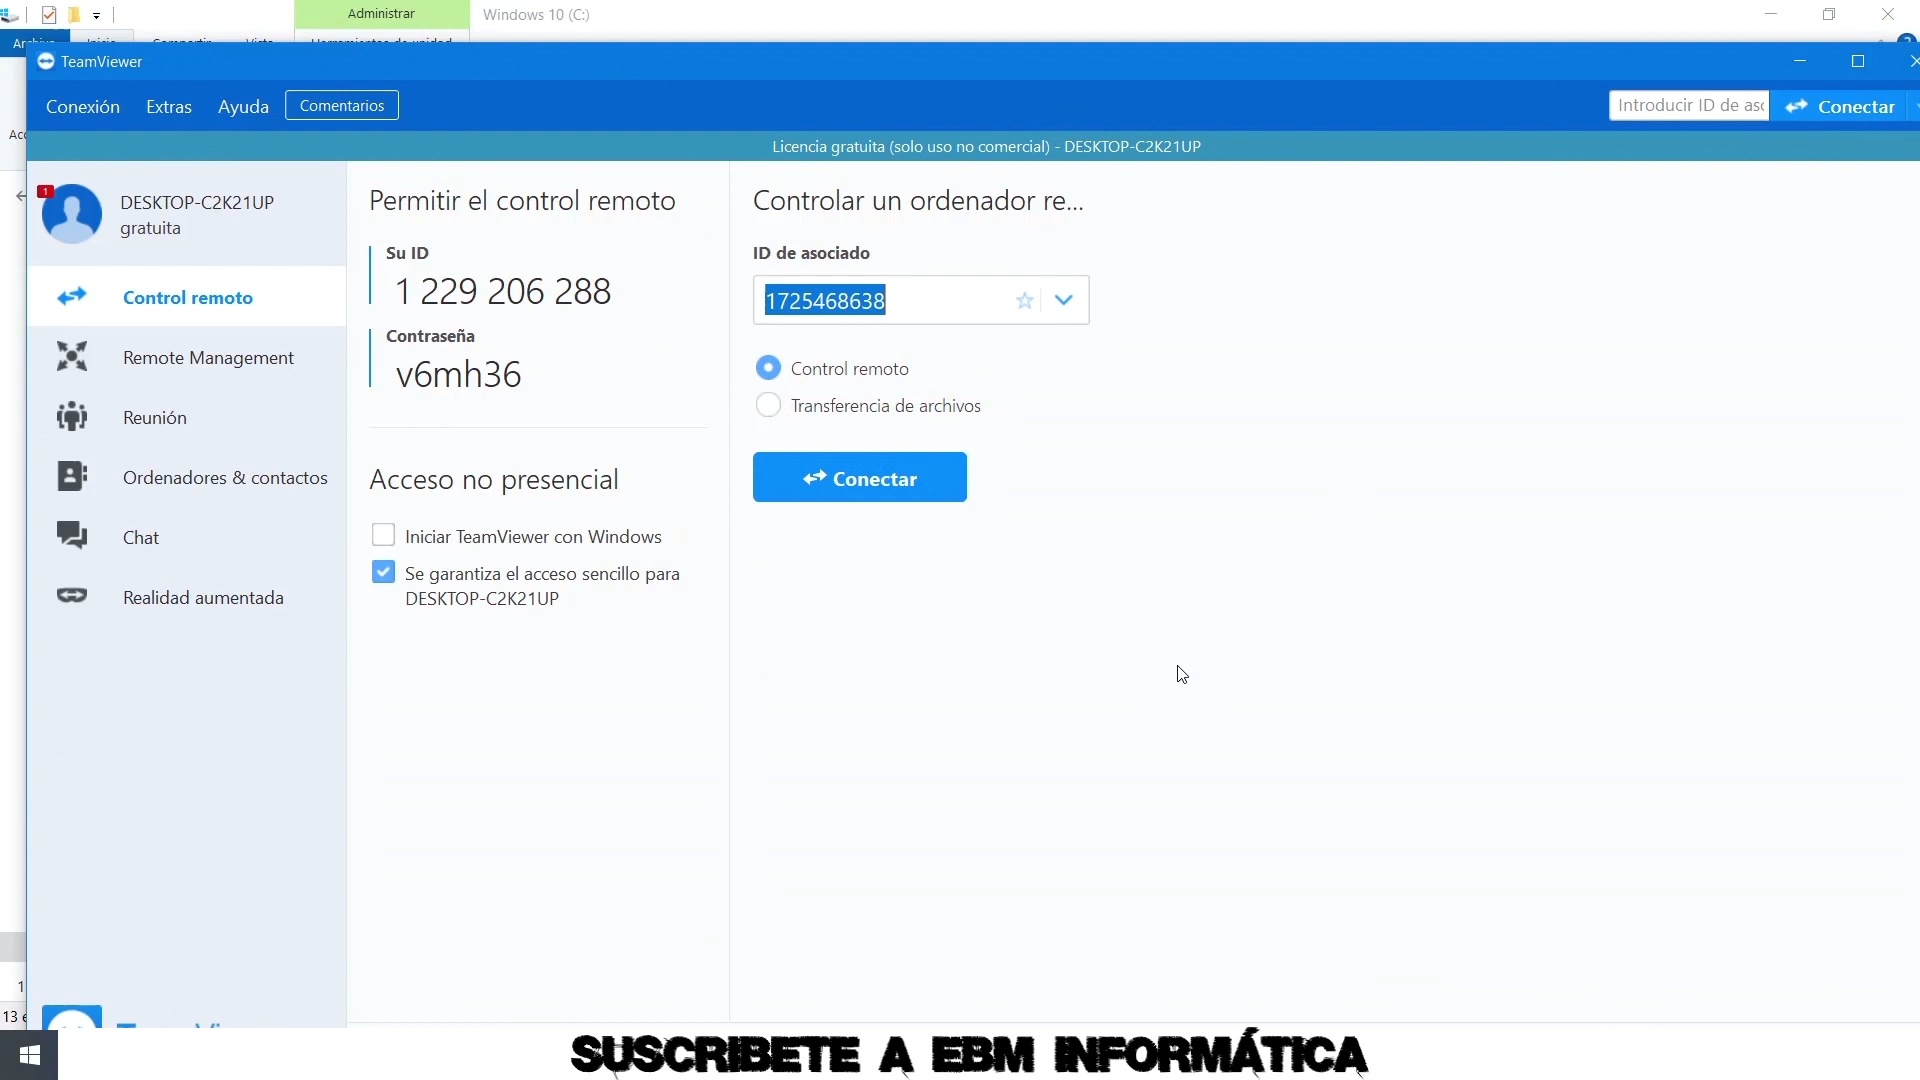 Administrar
Windows 10 (C:)
TeamViewer
Conexión
Extras
Ayuda
Comentarios
Introducir ID de
Conectar
Licencia gratuita (solo uso no comercial) - DESKTOP-C2K21UP
1
DESKTOP-C2K21UP
gratuita
Control remoto
Remote Management
Reunión
Ordenadores & contactos
Chat
Realidad aumentada
Permitir el control remoto
Su ID
1 229 206 288
Contraseña
v6mh36
Acceso no presencial
Iniciar TeamViewer con Windows
Se garantiza el acceso sencillo para
DESKTOP-C2K21UP
Controlar un ordenador re...
ID de asociado
1725468638
Control remoto
Transferencia de archivos
Conectar
1
13
SUSCRIBETE A EBM INFORMÁTICA